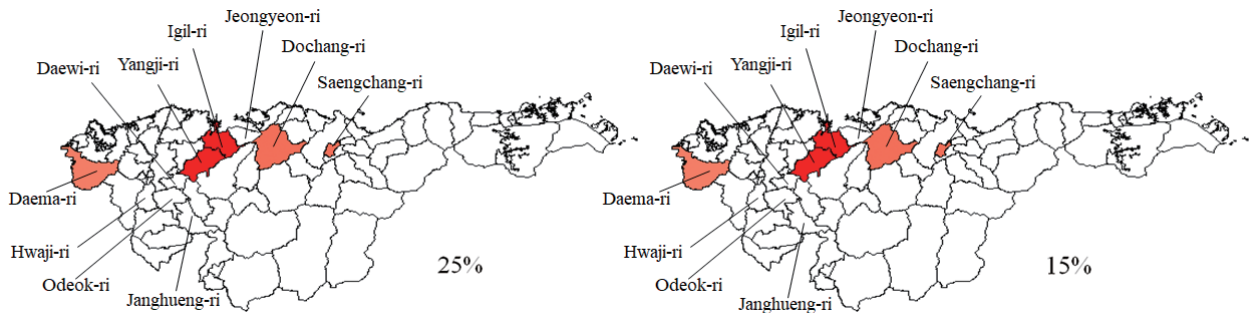 Jeongyeon-ri
Igil-ri
Dochang-ri
Daewi-ri
Yangji-ri
Saengchang-ri
Daema-ri
Hwaji-ri
Odeok-ri
Janghueng-ri
25%
Jeongyeon-ri
Igil-ri
Dochang-ri
Daewi-ri
Yangji-ri
Saengchang-ri
Daema-ri
Hwaji-ri
Odeok-ri
Janghueng-ri
15%